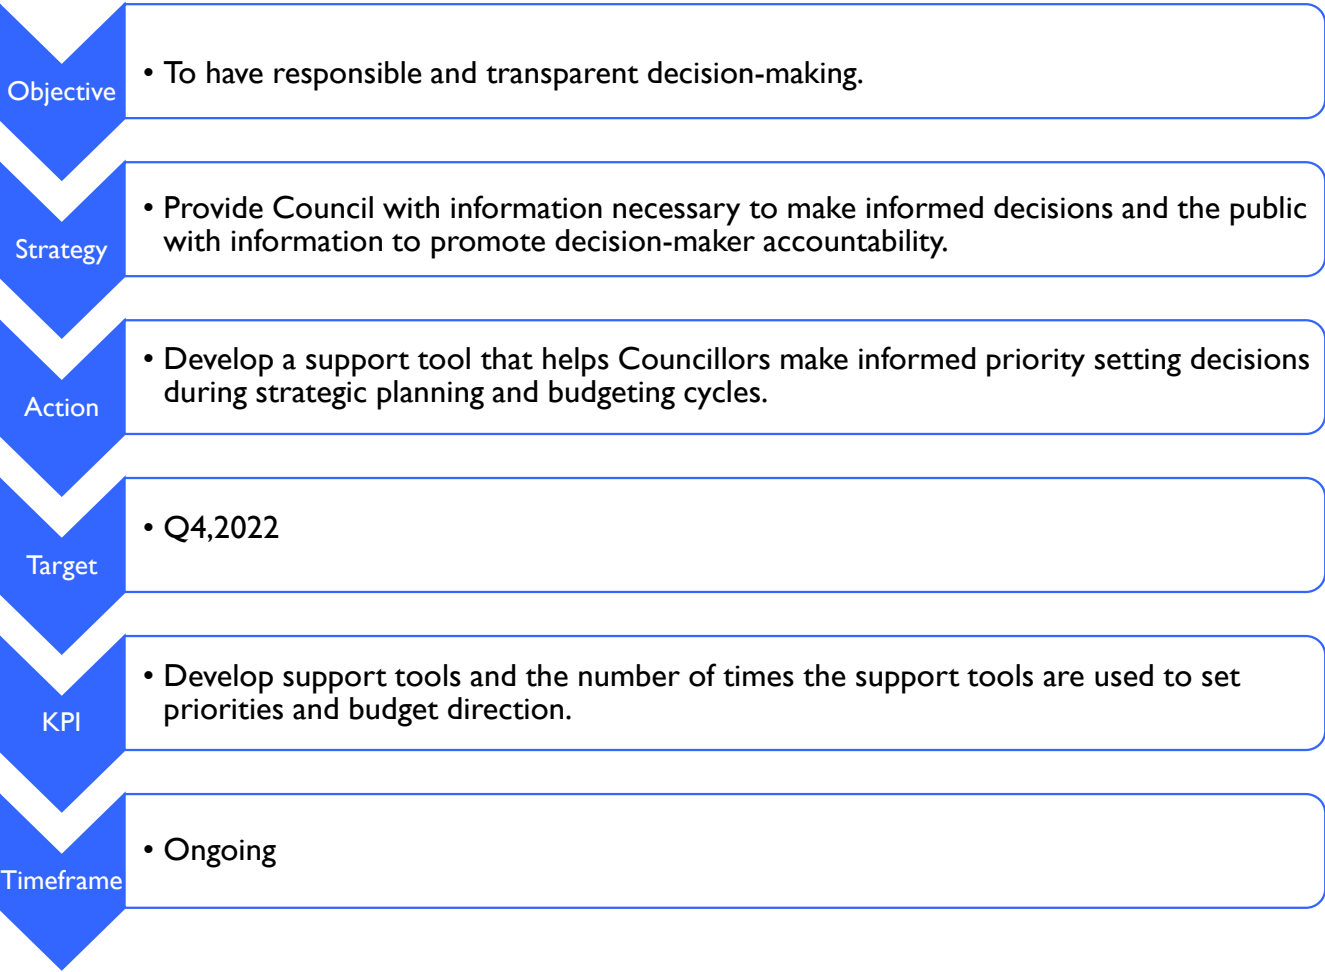 Objective
• To have responsible and transparent decision-making.
Strategy
• Provide Council with information necessary to make informed decisions and the public
with information to promote decision-maker accountability.
Action
• Develop a support tool that helps Councillors make informed priority setting decisions
during strategic planning and budgeting cycles.
Target
• Q4,2022
KPI
• Develop support tools and the number of times the support tools are used to set
priorities and budget direction.
Timeframe
• Ongoing